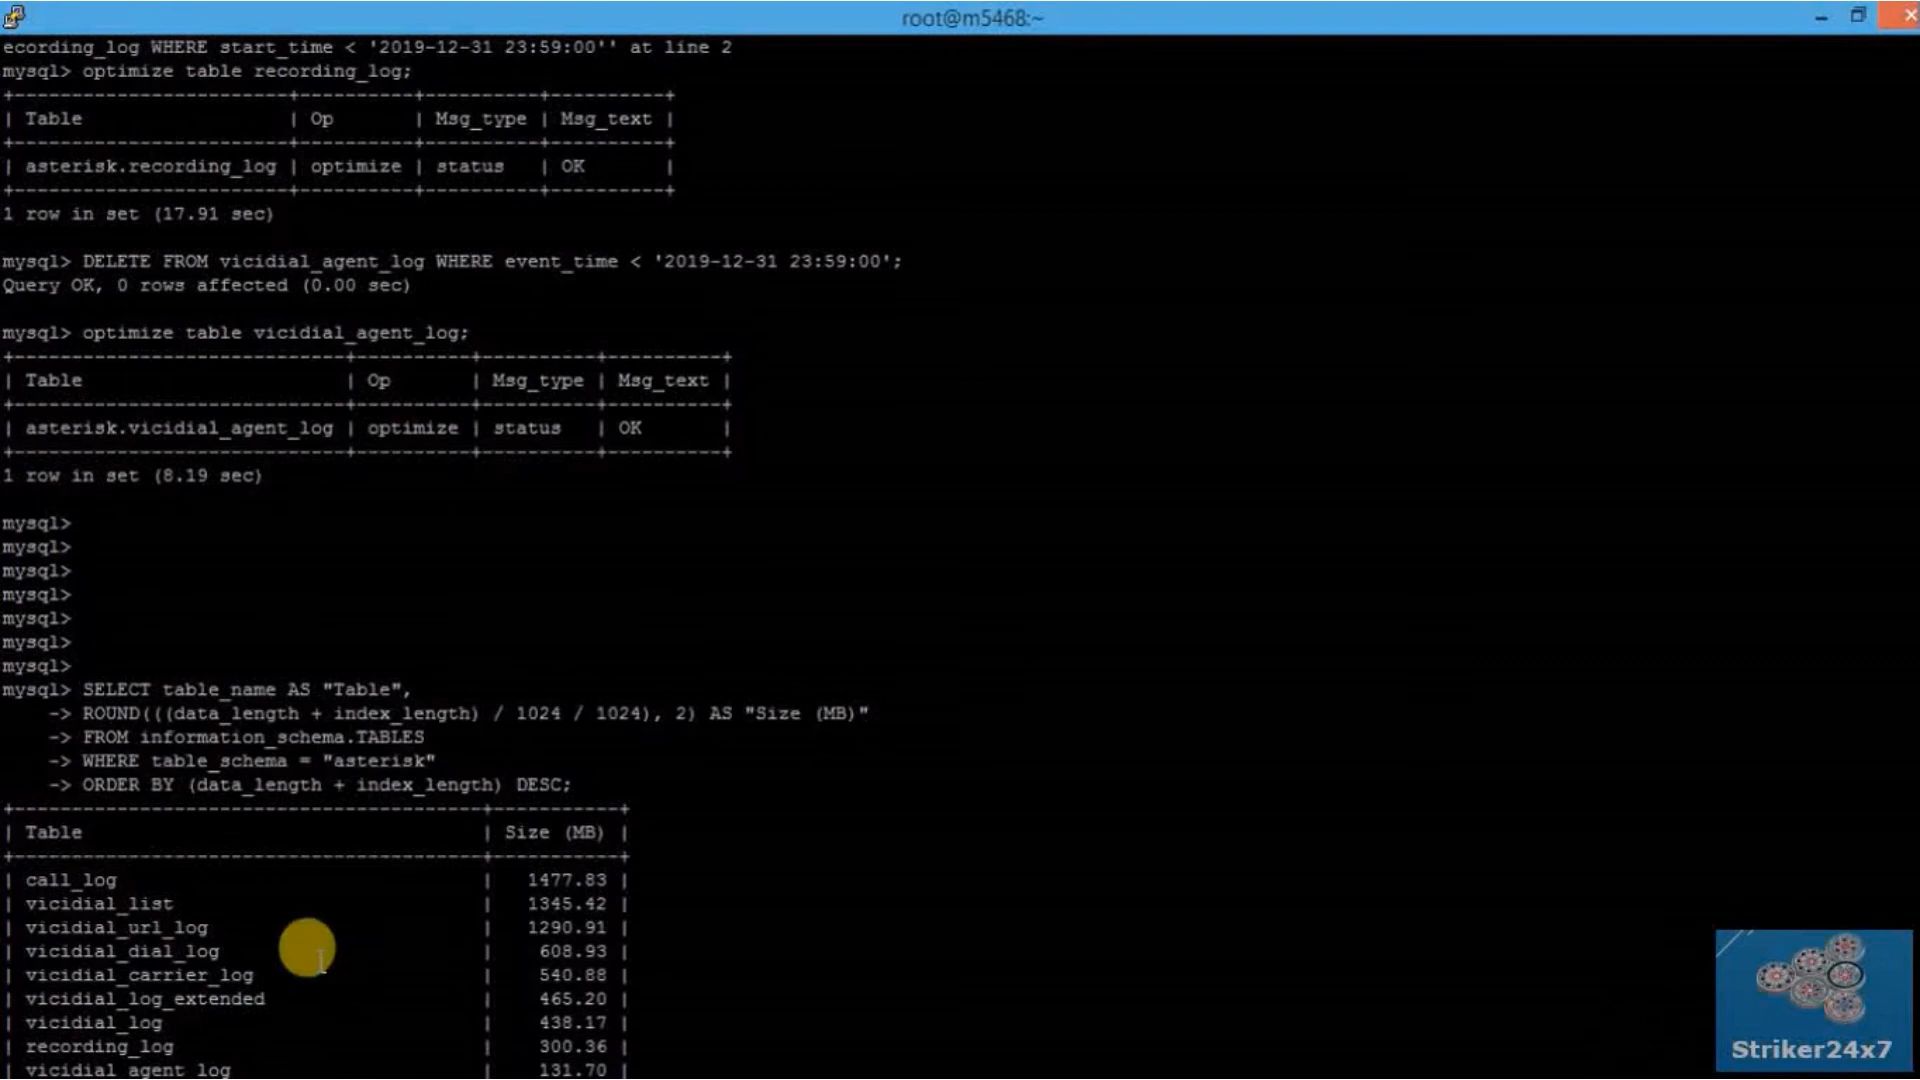 root@m5468:~
ecording_log WHERE start_time < '2019-12-31 23:59:00'' at line 2
mysql> optimize table recording_log;
+-------------------------+----------+----------+----------+
| Table | Op | Msg_type | Msg_text |
+-------------------------+----------+----------+----------+
| asterisk.recording_log | optimize | status | OK |
+-------------------------+----------+----------+----------+
1 row in set (17.91 sec)
mysql> DELETE FROM vicidial_agent_log WHERE event_time < '2019-12-31 23:59:00';
Query OK, 0 rows affected (0.00 sec)
mysql> optimize table vicidial_agent_log;
+-----------------------------+----------+----------+----------+
| Table | Op | Msg_type | Msg_text |
+-----------------------------+----------+----------+----------+
| asterisk.vicidial_agent_log | optimize | status | OK |
+-----------------------------+----------+----------+----------+
1 row in set (8.19 sec)
mysql>
mysql>
mysql>
mysql>
mysql>
mysql>
mysql>
mysql> SELECT table_name AS "Table",
-> ROUND(((data_length + index_length) / 1024 / 1024), 2) AS "Size (MB)"
-> FROM information_schema.TABLES
-> WHERE table_schema = "asterisk"
-> ORDER BY (data_length + index_length) DESC;
+-----------------------------------------+-----------+
| Table | Size (MB) |
+-----------------------------------------+-----------+
| call_log | 1477.83 |
| vicidial_list | 1345.42 |
| vicidial_url_log | 1290.91 |
| vicidial_dial_log | 608.93 |
| vicidial_carrier_log | 540.88 |
| vicidial_log_extended | 465.20 |
| vicidial_log | 438.17 |
| recording_log | 300.36 |
| vicidial_agent_log | 131.70 |
Striker24x7